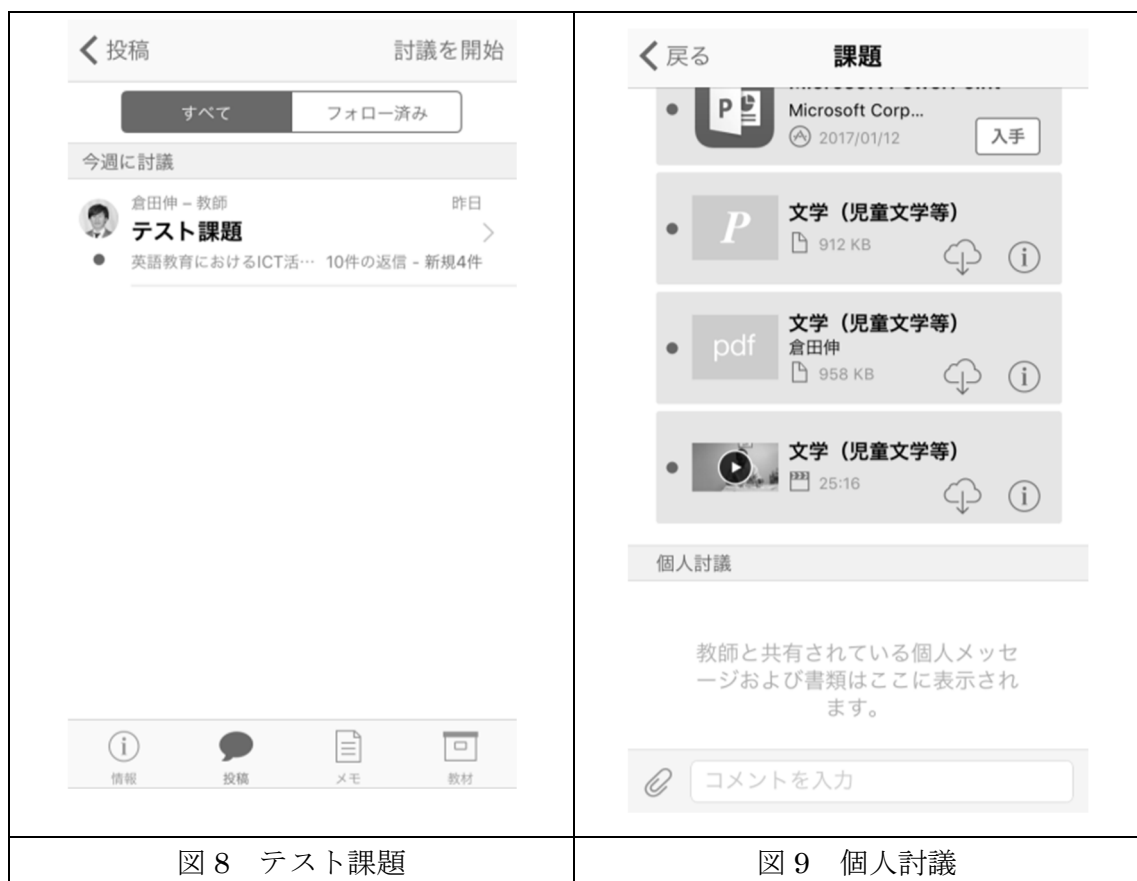 投稿
討議を開始
すべて
フォロー済み
今週に討議
倉田伸 – 教師
昨日
テスト課題
英語教育におけるICT活… 10件の返信 - 新規4件
情報
投稿
メモ
教材
図 8 テスト課題
戻る
課題
P
Microsoft Corp...
2017/01/12
入手
P
文学（児童文学等）
912 KB
pdf
文学（児童文学等）
倉田伸
958 KB
文学（児童文学等）
25:16
個人討議
教師と共有されている個人メッセ
ージおよび書類はここに表示され
ます。
コメントを入力
図 9 個人討議